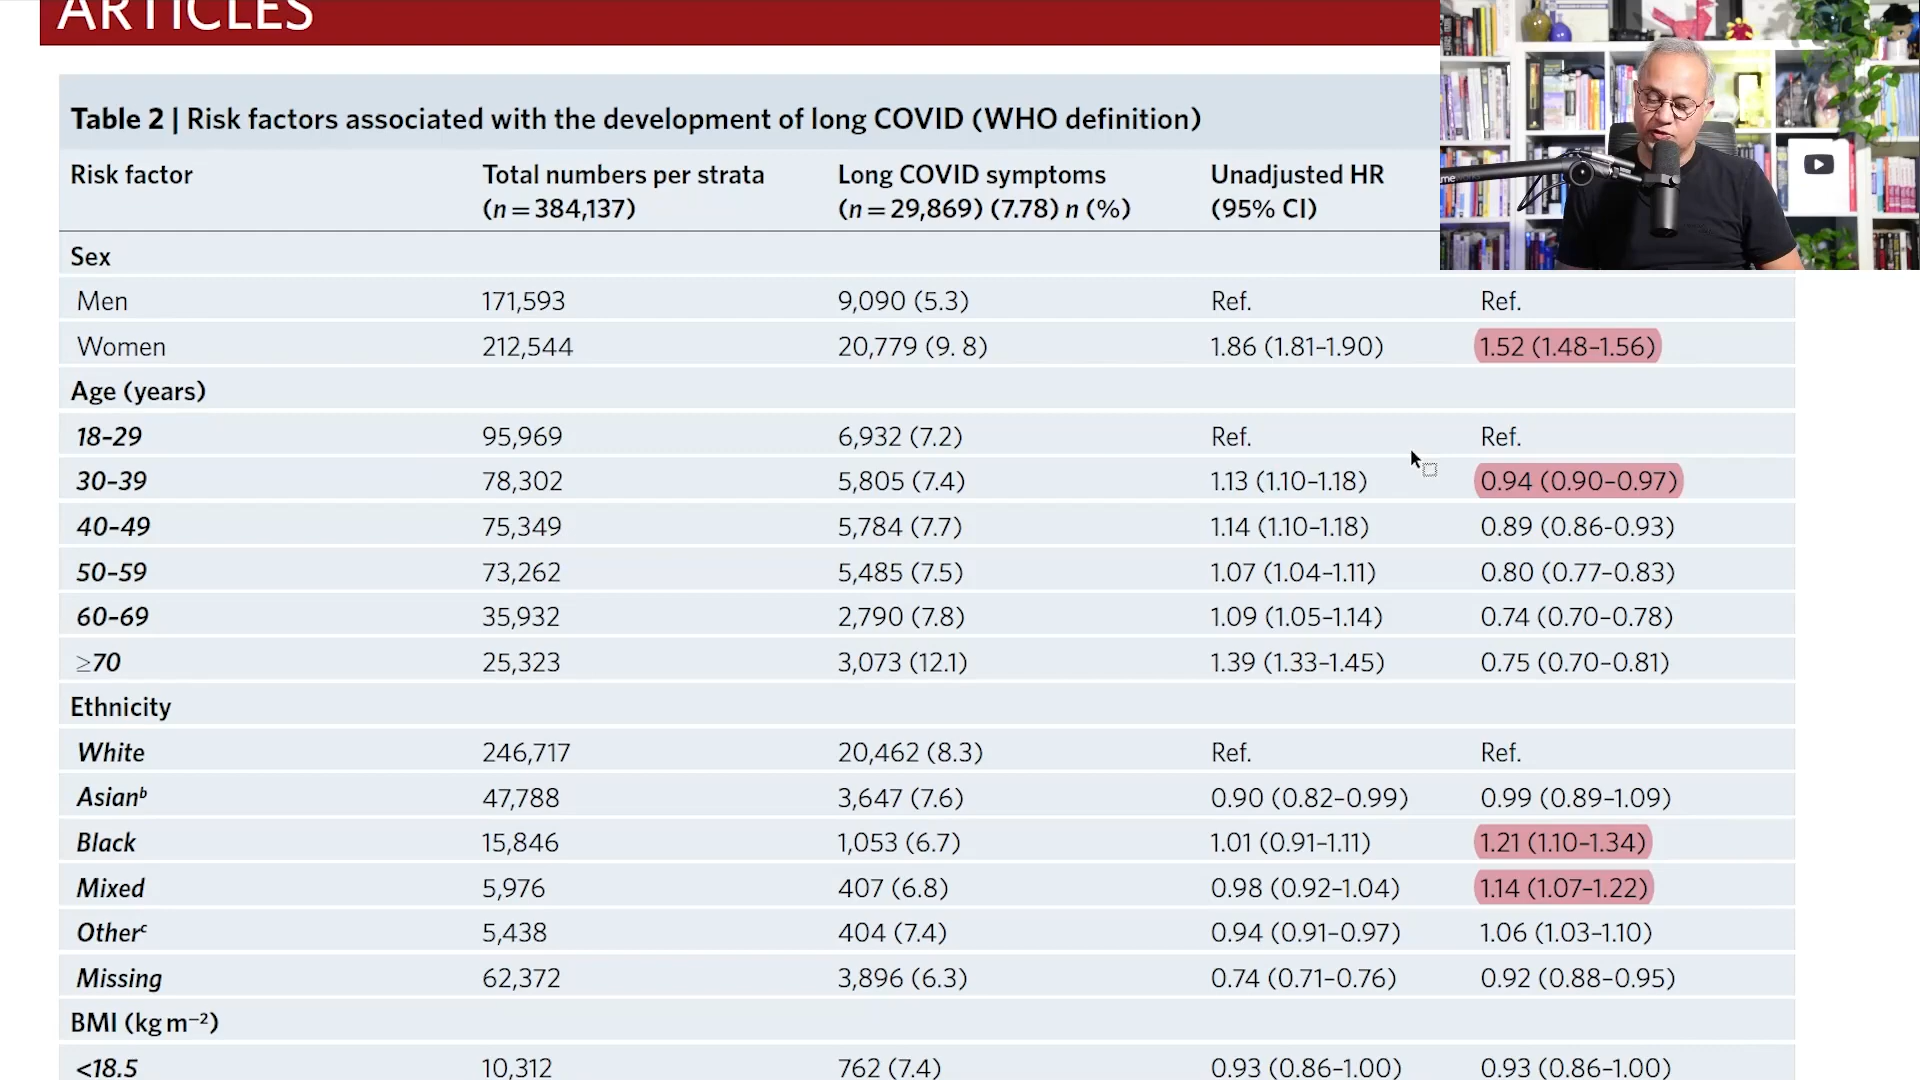 ARTICLES
Table 2 | Risk factors associated with the development of long COVID (WHO definition)
Risk factor Total numbers per strata Long COVID symptoms Unadjusted HR
(n = 384,137) (n = 29,869) (7.78) n (%) (95% CI)
Sex
Men 171,593 9,090 (5.3) Ref. Ref.
Women 212,544 20,779 (9. 8) 1.86 (1.81–1.90) 1.52 (1.48–1.56)
Age (years)
18–29 95,969 6,932 (7.2) Ref. Ref.
30–39 78,302 5,805 (7.4) 1.13 (1.10–1.18) 0.94 (0.90–0.97)
40–49 75,349 5,784 (7.7) 1.14 (1.10–1.18) 0.89 (0.86-0.93)
50–59 73,262 5,485 (7.5) 1.07 (1.04–1.11) 0.80 (0.77–0.83)
60–69 35,932 2,790 (7.8) 1.09 (1.05–1.14) 0.74 (0.70–0.78)
≥70 25,323 3,073 (12.1) 1.39 (1.33–1.45) 0.75 (0.70–0.81)
Ethnicity
White 246,717 20,462 (8.3) Ref. Ref.
Asianᵇ 47,788 3,647 (7.6) 0.90 (0.82–0.99) 0.99 (0.89–1.09)
Black 15,846 1,053 (6.7) 1.01 (0.91–1.11) 1.21 (1.10–1.34)
Mixed 5,976 407 (6.8) 0.98 (0.92–1.04) 1.14 (1.07–1.22)
Otherᶜ 5,438 404 (7.4) 0.94 (0.91–0.97) 1.06 (1.03–1.10)
Missing 62,372 3,896 (6.3) 0.74 (0.71–0.76) 0.92 (0.88–0.95)
BMI (kg m⁻²)
<18.5 10,312 762 (7.4) 0.93 (0.86–1.00) 0.93 (0.86–1.00)